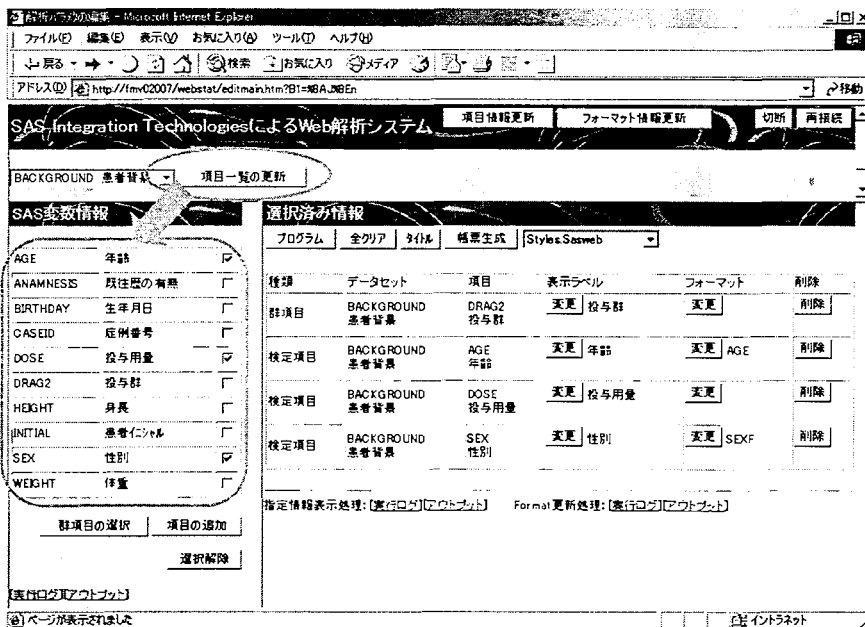 解析パラメタの編集 - Microsoft Internet Explorer
ファイル(F) 編集(E) 表示(V) お気に入り(A) ツール(T) ヘルプ(H)
戻る 検索 お気に入り メディア
アドレス(D) http://fmv02007/webstat/editmain.htm?B1=%8AJ%8En 移動
SAS Integration TechnologiesによるWeb解析システム 項目情報更新 フォーマット情報更新 切断 再接続
BACKGROUND 患者背景 項目一覧の更新
SAS変数情報
AGE 年齢
ANAMNESIS 既往歴の有無
BIRTHDAY 生年月日
CASEID 症例番号
DOSE 投与用量
DRAG2 投与群
HEIGHT 身長
INITIAL 患者イニシャル
SEX 性別
WEIGHT 体重
群項目の選択 項目の追加
選択解除
[実行ログ][アウトプット]
選択済み情報
プログラム 全クリア タイトル 帳票生成 Styles.Sasweb
種類 データセット 項目 表示ラベル フォーマット 削除
群項目 BACKGROUND 患者背景 DRAG2 投与群 変更 投与群 変更 削除
検定項目 BACKGROUND 患者背景 AGE 年齢 変更 年齢 変更 AGE 削除
検定項目 BACKGROUND 患者背景 DOSE 投与用量 変更 投与用量 変更 削除
検定項目 BACKGROUND 患者背景 SEX 性別 変更 性別 変更 SEXF 削除
指定情報表示処理:[実行ログ][アウトプット] Format更新処理:[実行ログ][アウトプット]
ページが表示されました イントラネット